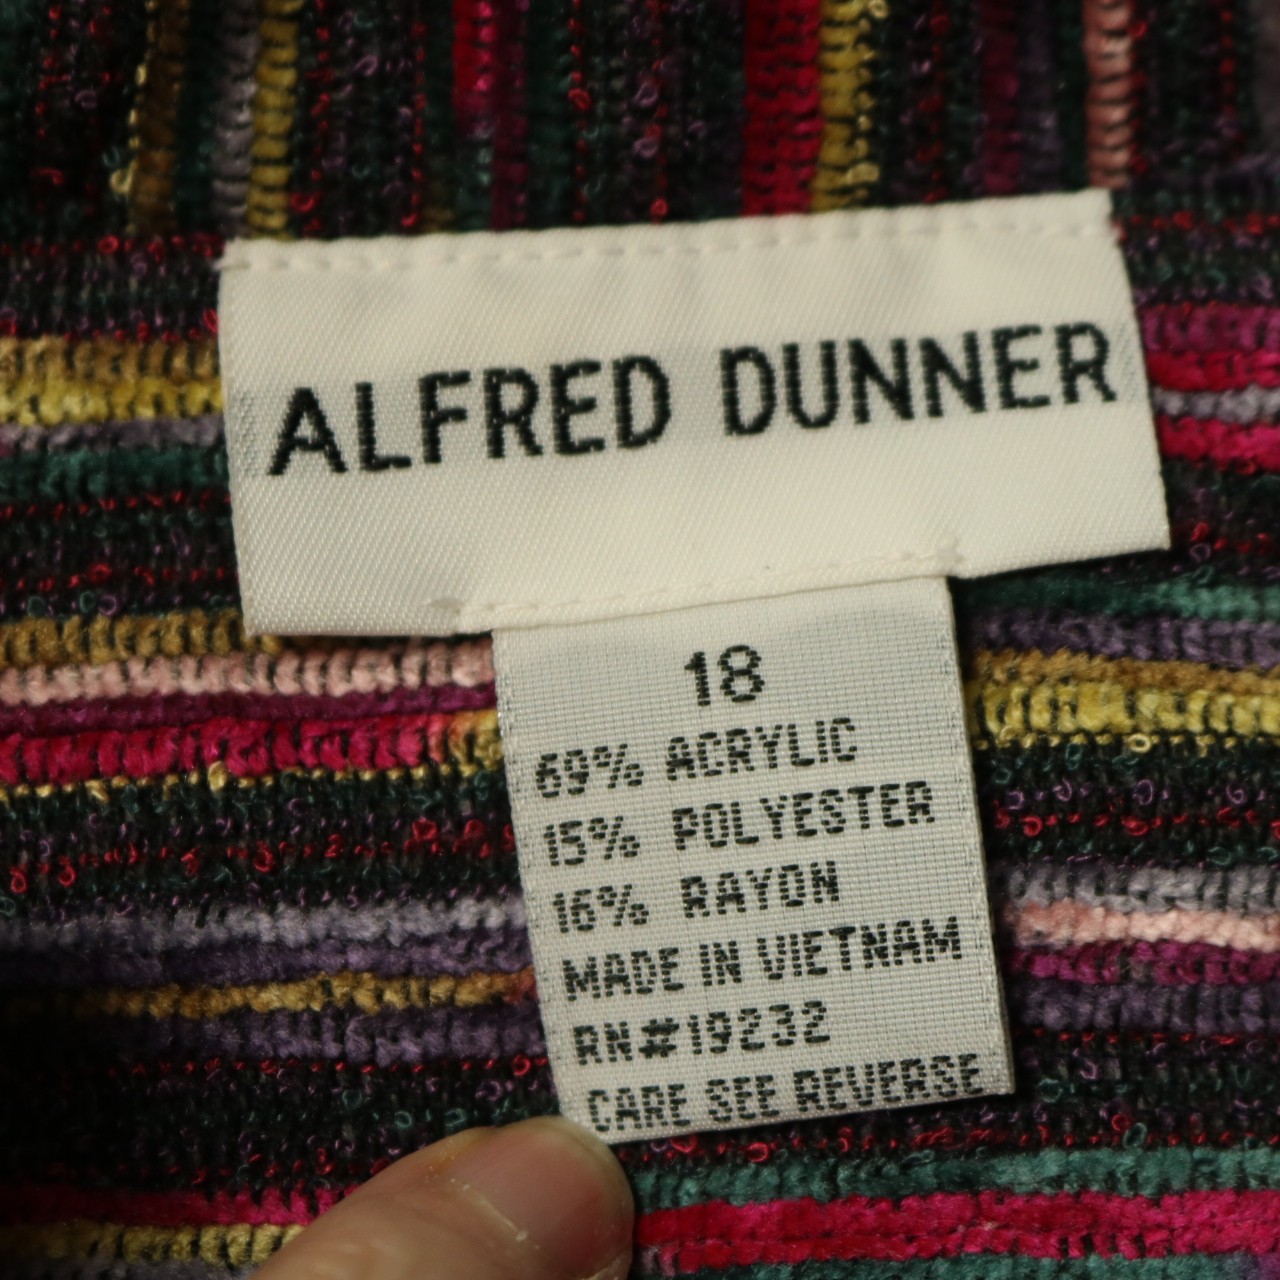 ALFRED DUNNER
18
69% ACRYLIC
15% POLYESTER
16% RAYON
MADE IN VIETNAM
RN#19232
CARE SEE REVERSE